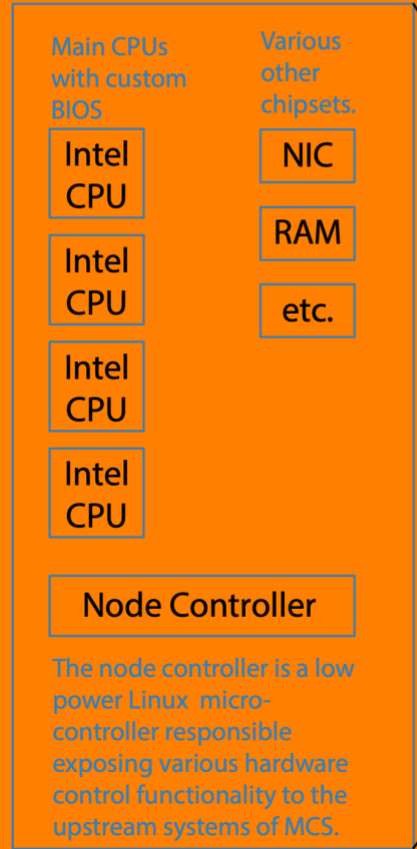 Main CPUs
with custom
BIOS
Intel
CPU
Intel
CPU
Intel
CPU
Intel
CPU
Various
other
chipsets.
NIC
RAM
etc.
Node Controller
The node controller is a low
power Linux micro-
controller responsible
exposing various hardware
control functionality to the
upstream systems of MCS.